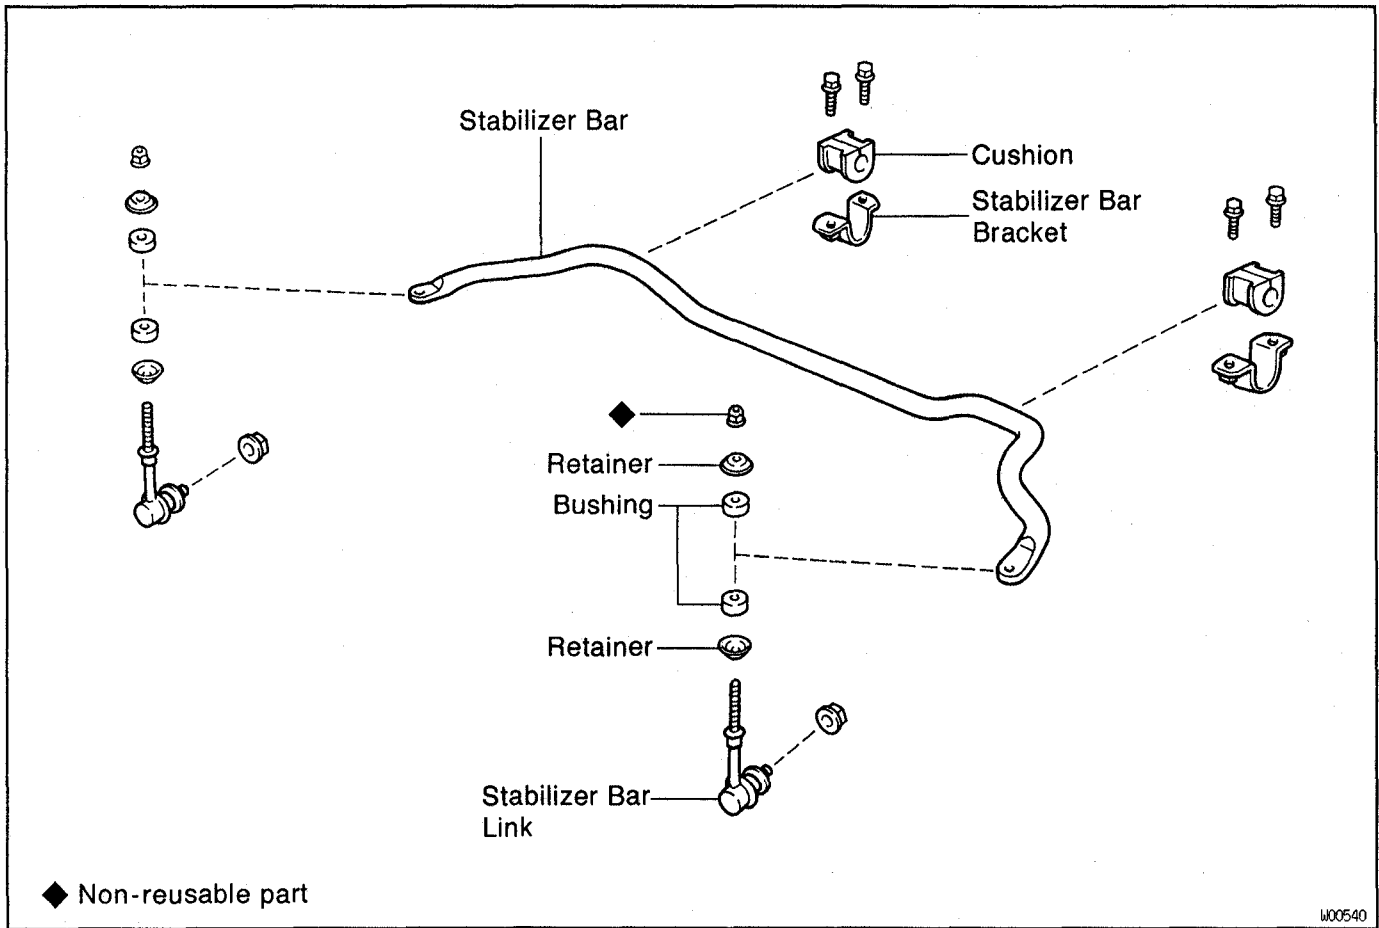 Stabilizer Bar
Cushion
Stabilizer Bar
Bracket
Retainer
Bushing
Retainer
Stabilizer Bar
Link
Non-reusable part
W00540